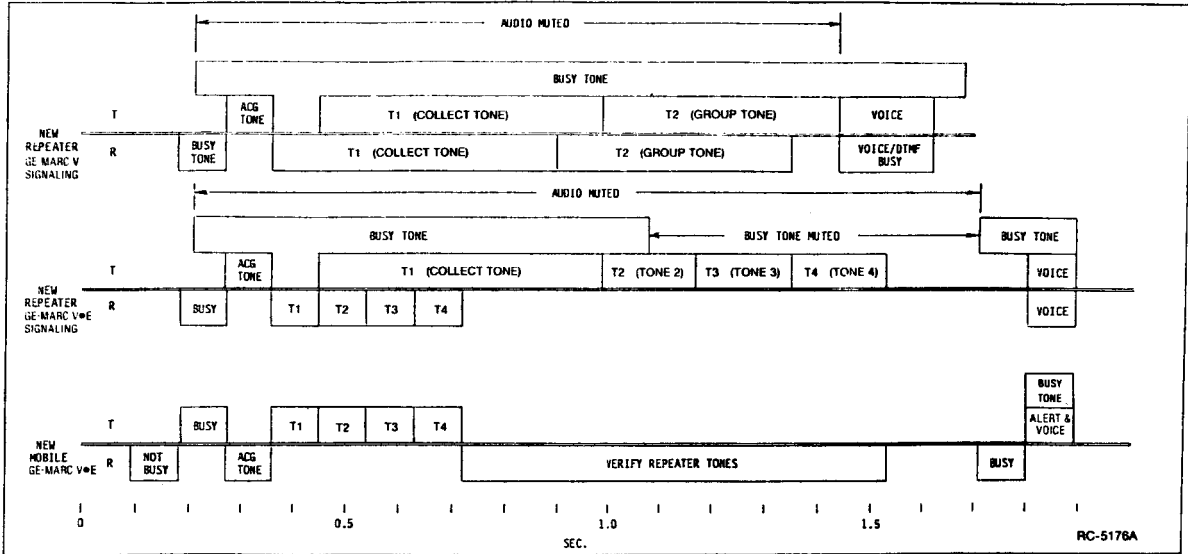 AUDIO MUTED
BUSY TONE
T
ACG TONE
T1 (COLLECT TONE)
T2 (GROUP TONE)
VOICE
NEW REPEATER GE-MARC V SIGNALING
R
BUSY TONE
T1 (COLLECT TONE)
T2 (GROUP TONE)
VOICE/DTMF BUSY
AUDIO MUTED
BUSY TONE
BUSY TONE MUTED
BUSY TONE
T
ACG TONE
T1 (COLLECT TONE)
T2 (TONE 2)
T3 (TONE 3)
T4 (TONE 4)
VOICE
NEW REPEATER GE-MARC V•E SIGNALING
R
BUSY
T1
T2
T3
T4
VOICE
BUSY TONE
T
BUSY
T1
T2
T3
T4
ALERT & VOICE
NEW MOBILE GE-MARC V•E
R
NOT BUSY
ACG TONE
VERIFY REPEATER TONES
BUSY
0
0.5
1.0
1.5
SEC.
RC-5176A